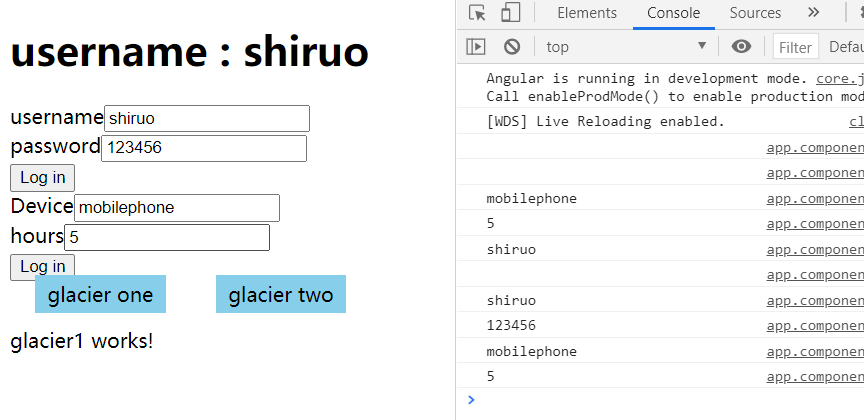 username : shiruo
username shiruo
password 123456
Log in
Device mobilephone
hours 5
Log in
glacier one glacier two
glacier1 works!
Elements Console Sources »
top ▼ Filter Defa
Angular is running in development mode. core.j
Call enableProdMode() to enable production mod
[WDS] Live Reloading enabled. cl
app.componen
app.componen
mobilephone app.componen
5 app.componen
shiruo app.componen
app.componen
shiruo app.componen
123456 app.componen
mobilephone app.componen
5 app.componen
>